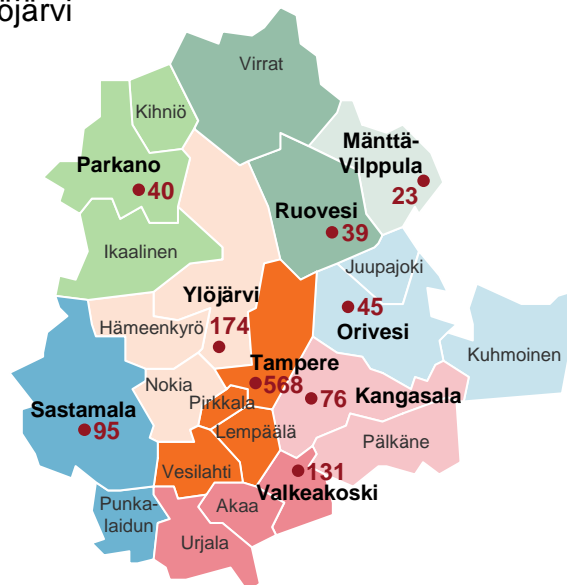 öjärvi
Virrat
Kihniö
Mänttä-
Vilppula
23
Parkano
40
Ruovesi
39
Ikaalinen
Juupajoki
Ylöjärvi
174
Hämeenkyrö
45
Orivesi
Kuhmoinen
Tampere
568
Nokia
Pirkkala
76
Kangasala
Sastamala
95
Lempäälä
Pälkäne
Vesilahti
131
Valkeakoski
Punka-
laidun
Akaa
Urjala